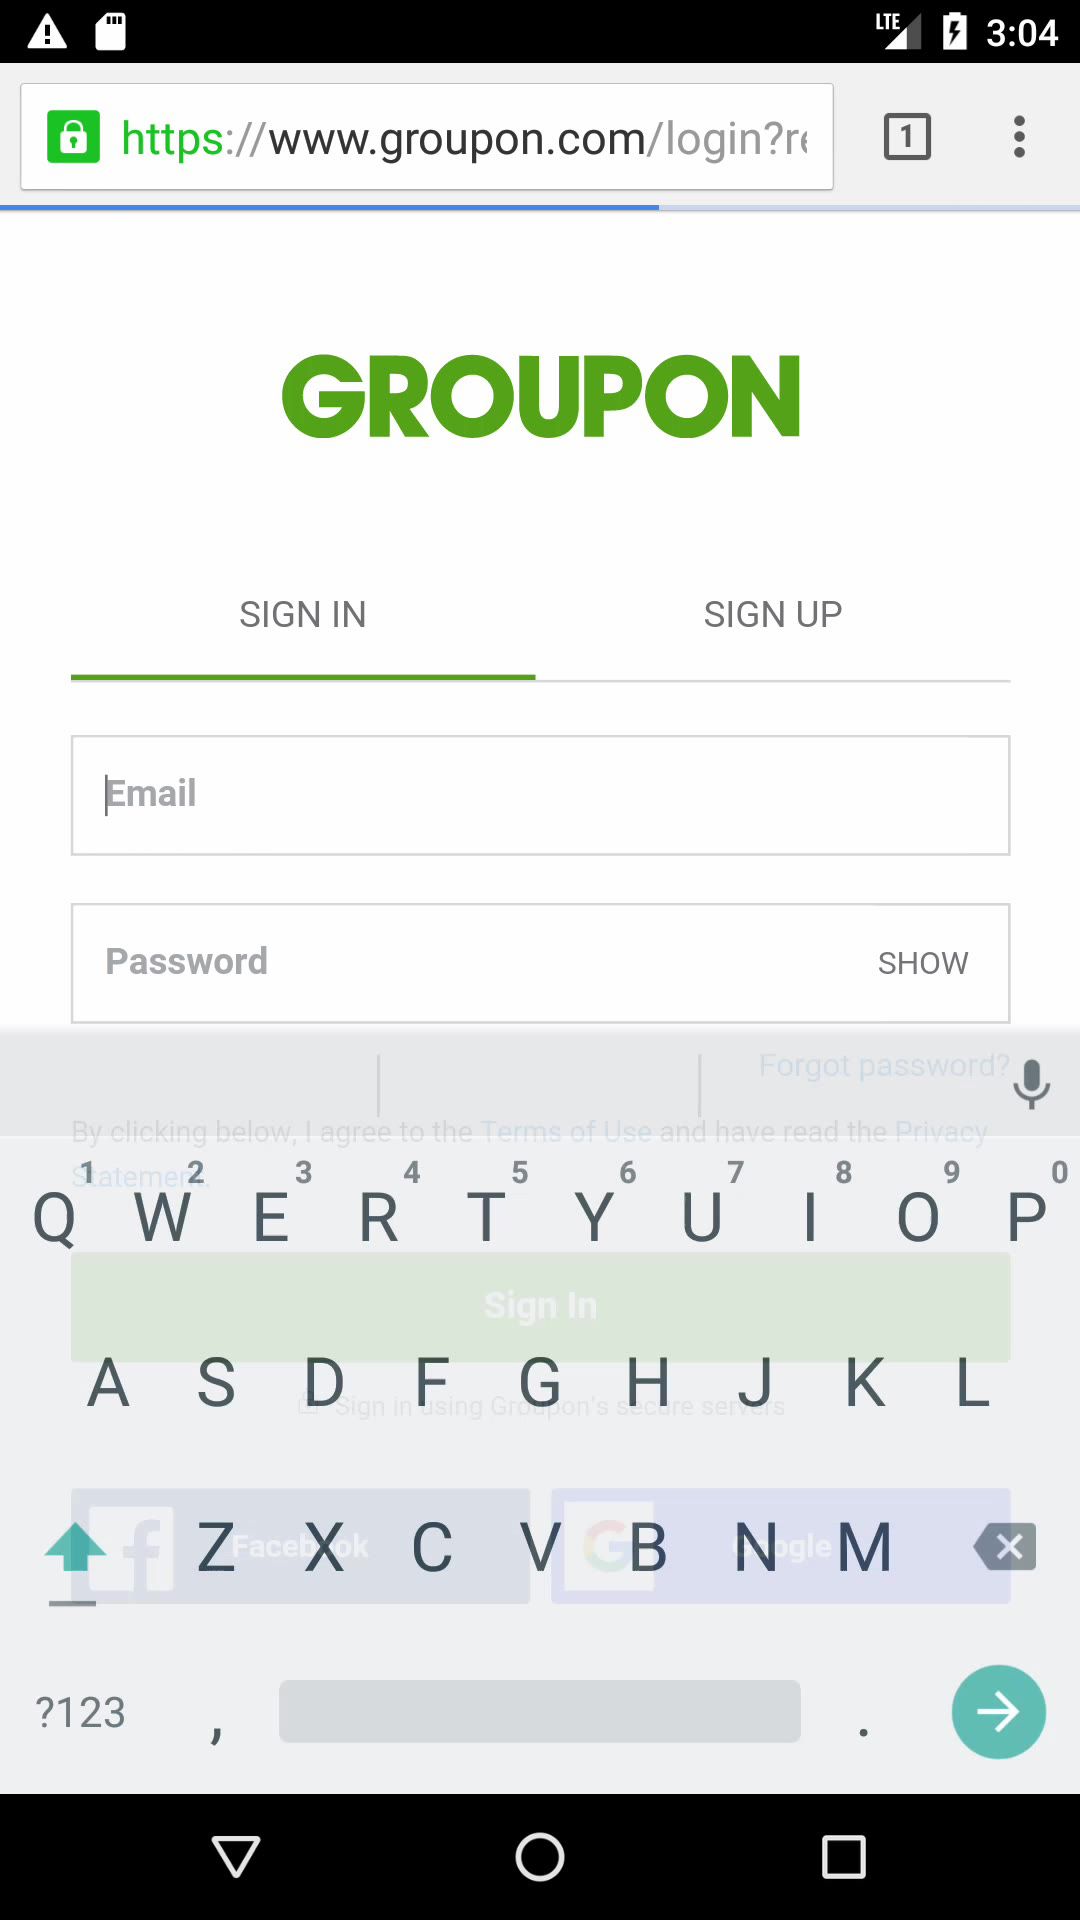 LTE 3:04
https://www.groupon.com/login?re
1
GROUPON
SIGN IN SIGN UP
Email
Password SHOW
Forgot password?
By clicking below, I agree to the Terms of Use and have read the Privacy
Statement.
1 2 3 4 5 6 7 8 9 0
Q W E R T Y U I O P
Sign In
A S D F G H J K L
Sign in using Groupon's secure servers
Facebook Google
Z X C V B N M
?123 , .